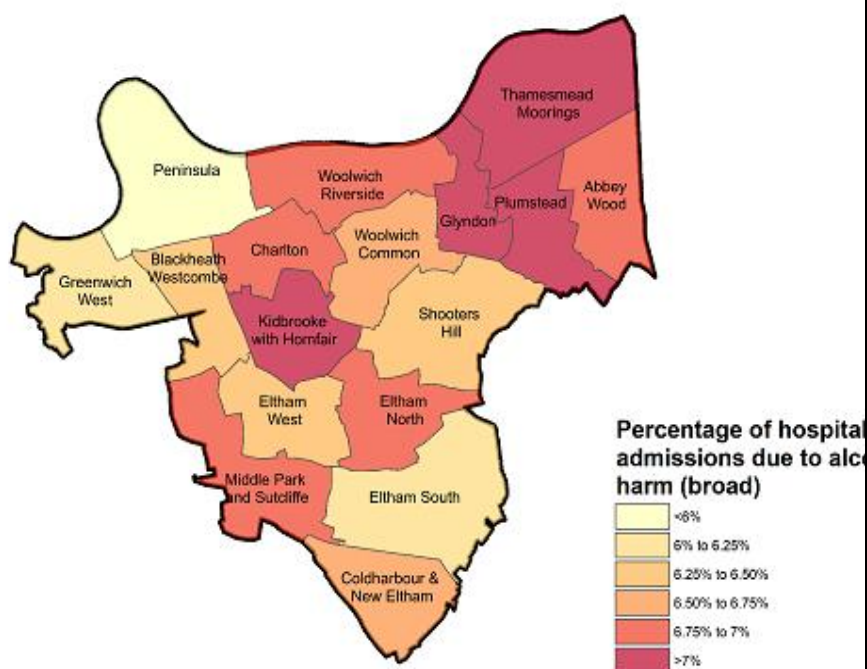 Thamesmead
Moorings
Peninsula
Woolwich
Riverside
Abbey
Wood
Plumstead
Glyndon
Charlton
Woolwich
Common
Blackheath
Westcombe
Greenwich
West
Kidbrooke
with Hornfair
Shooters
Hill
Eltham
West
Eltham
North
Middle Park
and Sutcliffe
Eltham South
Coldharbour &
New Eltham
Percentage of hospital
admissions due to alco
harm (broad)
<6%
6% to 6.25%
6.25% to 6.50%
6.50% to 6.75%
6.75% to 7%
>7%